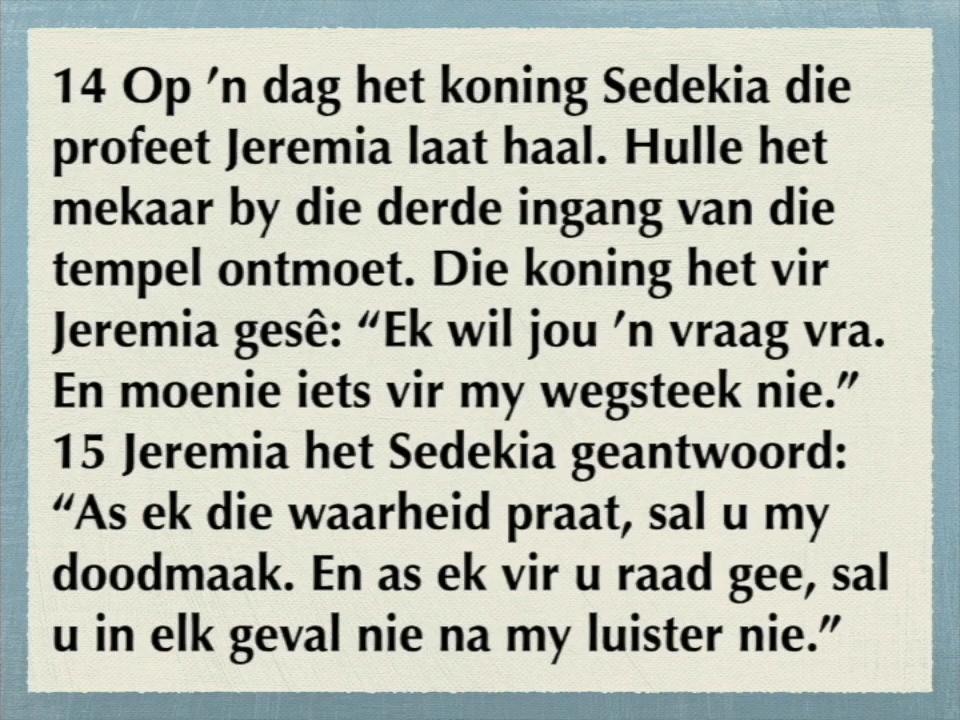 14 Op ’n dag het koning Sedekia die
profeet Jeremia laat haal. Hulle het
mekaar by die derde ingang van die
tempel ontmoet. Die koning het vir
Jeremia gesê: “Ek wil jou ’n vraag vra.
En moenie iets vir my wegsteek nie.”
15 Jeremia het Sedekia geantwoord:
“As ek die waarheid praat, sal u my
doodmaak. En as ek vir u raad gee, sal
u in elk geval nie na my luister nie.”